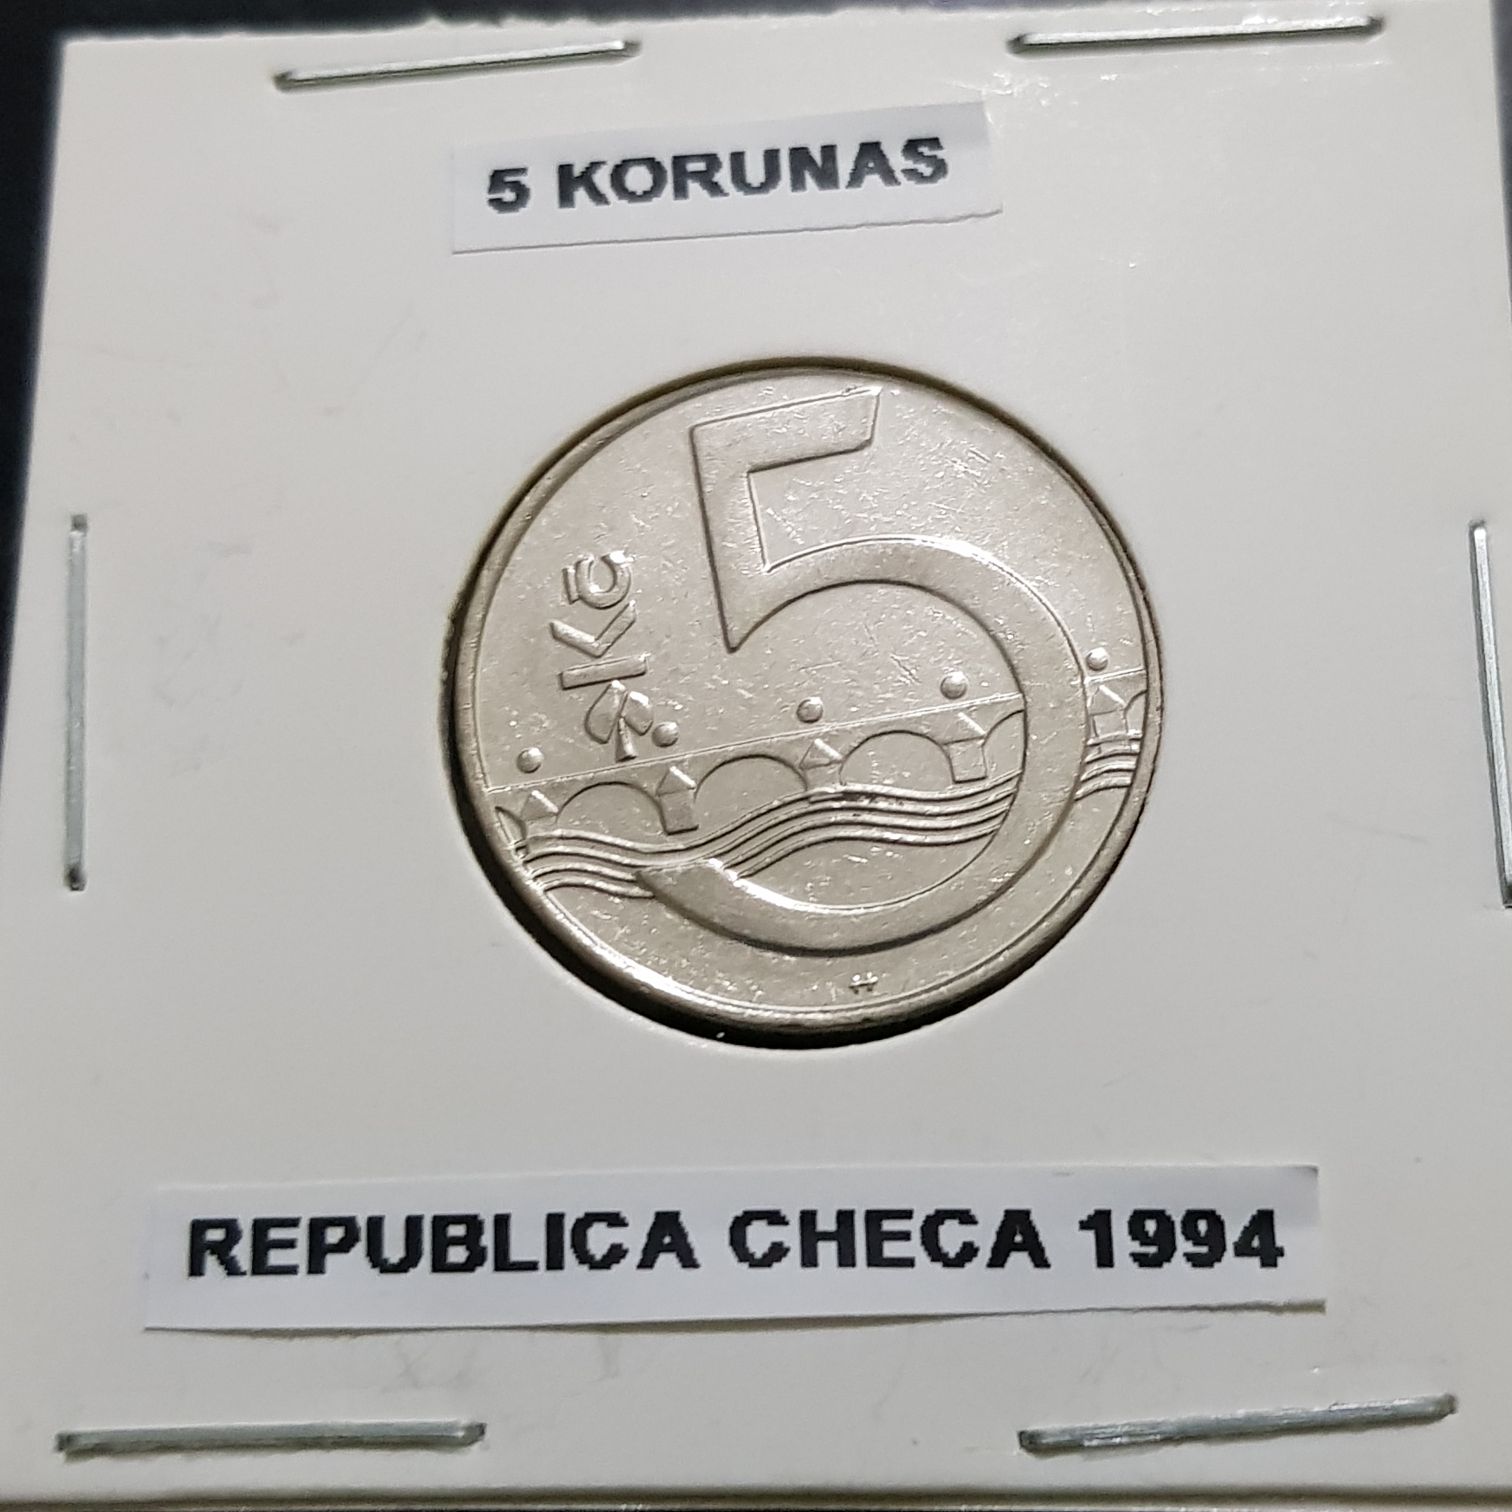 5 KORUNAS
5
Kč
REPUBLICA CHECA 1994